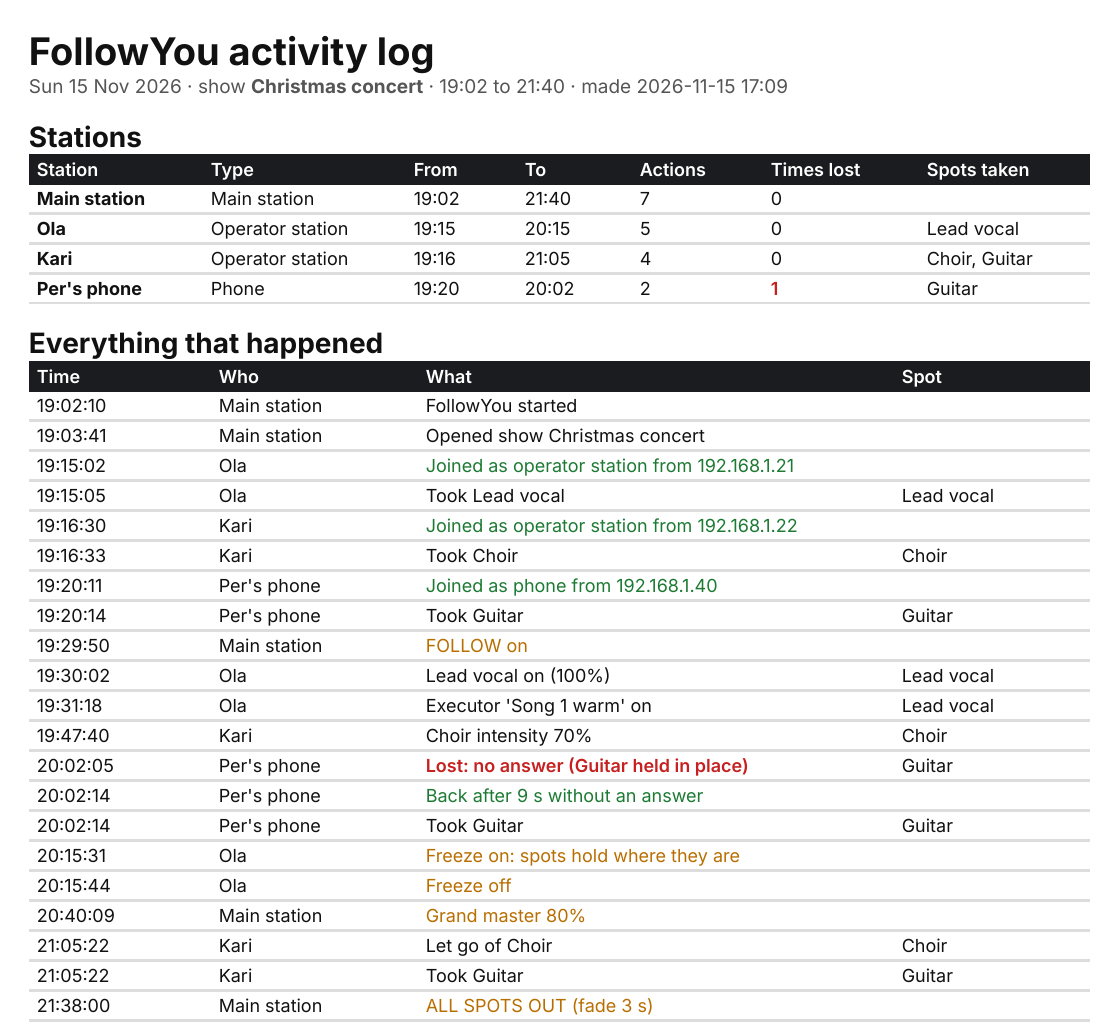 FollowYou activity log
Sun 15 Nov 2026 · show Christmas concert · 19:02 to 21:40 · made 2026-11-15 17:09
Stations
Station Type From To Actions Times lost Spots taken
Main station Main station 19:02 21:40 7 0
Ola Operator station 19:15 20:15 5 0 Lead vocal
Kari Operator station 19:16 21:05 4 0 Choir, Guitar
Per's phone Phone 19:20 20:02 2 1 Guitar
Everything that happened
Time Who What Spot
19:02:10 Main station FollowYou started
19:03:41 Main station Opened show Christmas concert
19:15:02 Ola Joined as operator station from 192.168.1.21
19:15:05 Ola Took Lead vocal Lead vocal
19:16:30 Kari Joined as operator station from 192.168.1.22
19:16:33 Kari Took Choir Choir
19:20:11 Per's phone Joined as phone from 192.168.1.40
19:20:14 Per's phone Took Guitar Guitar
19:29:50 Main station FOLLOW on
19:30:02 Ola Lead vocal on (100%) Lead vocal
19:31:18 Ola Executor 'Song 1 warm' on Lead vocal
19:47:40 Kari Choir intensity 70% Choir
20:02:05 Per's phone Lost: no answer (Guitar held in place) Guitar
20:02:14 Per's phone Back after 9 s without an answer
20:02:14 Per's phone Took Guitar Guitar
20:15:31 Ola Freeze on: spots hold where they are
20:15:44 Ola Freeze off
20:40:09 Main station Grand master 80%
21:05:22 Kari Let go of Choir Choir
21:05:22 Kari Took Guitar Guitar
21:38:00 Main station ALL SPOTS OUT (fade 3 s)